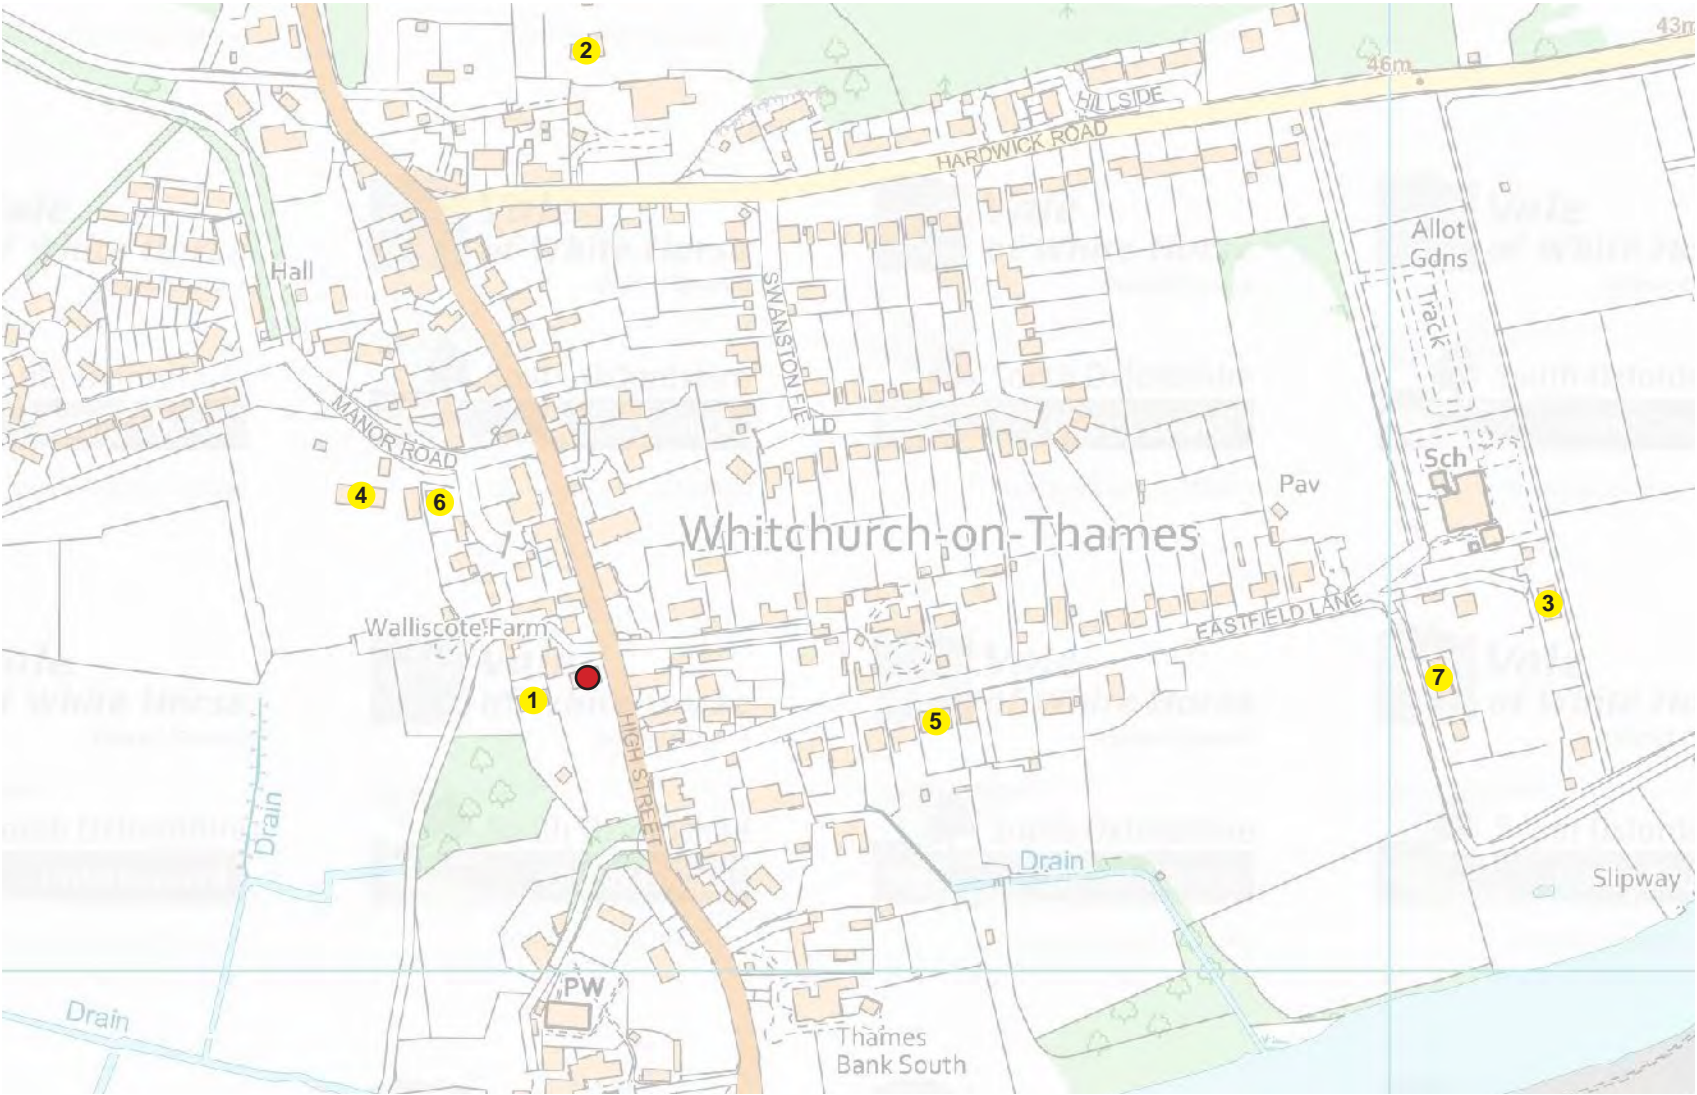 43m
2
46m
HILLSIDE
HARDWICK ROAD
Allot
Gdns
Hall
SWANSTON FIELD
Track
MANOR ROAD
Sch
4
6
Pav
Whitchurch-on-Thames
3
EASTFIELD LANE
Walliscote Farm
7
1
5
HIGH STREET
Drain
Drain
Slipway
PW
Drain
Thames
Bank South